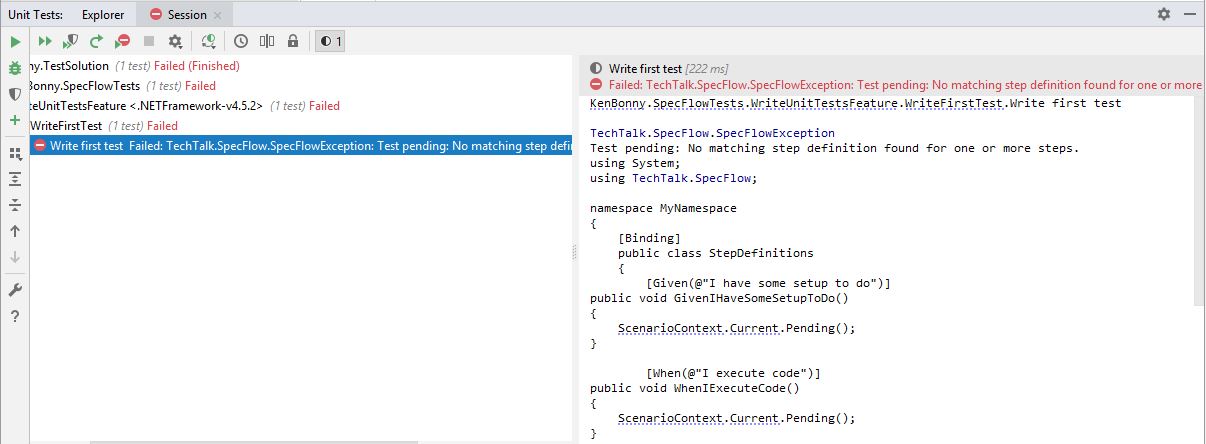 Unit Tests: Explorer Session
1
ny.TestSolution (1 test) Failed (Finished)
Bonny.SpecFlowTests (1 test) Failed
teUnitTestsFeature <.NETFramework-v4.5.2> (1 test) Failed
WriteFirstTest (1 test) Failed
Write first test Failed: TechTalk.SpecFlow.SpecFlowException: Test pending: No matching step defin
Write first test [222 ms]
Failed: TechTalk.SpecFlow.SpecFlowException: Test pending: No matching step definition found for one or more
KenBonny.SpecFlowTests.WriteUnitTestsFeature.WriteFirstTest.Write first test
TechTalk.SpecFlow.SpecFlowException
Test pending: No matching step definition found for one or more steps.
using System;
using TechTalk.SpecFlow;
namespace MyNamespace
{
[Binding]
public class StepDefinitions
{
[Given(@"I have some setup to do")]
public void GivenIHaveSomeSetupToDo()
{
ScenarioContext.Current.Pending();
}
[When(@"I execute code")]
public void WhenIExecuteCode()
{
ScenarioContext.Current.Pending();
}